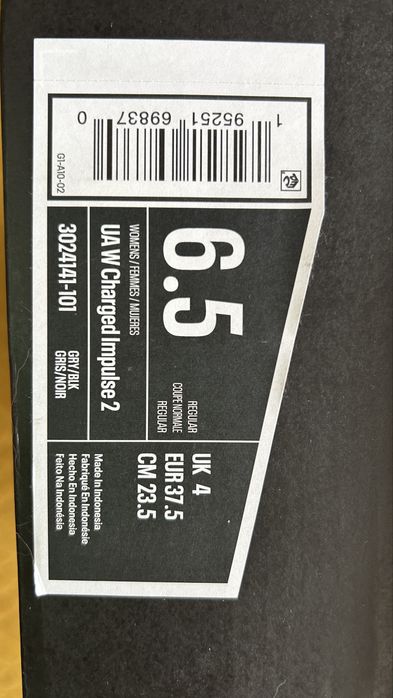 1 95251 69837 0
G1-A10-02
6.5
REGULAR
COUPE NORMALE
REGULAR
WOMENS / FEMMES / MUJERES
UA W Charged Impulse 2
3024141-101
GRY/BLK
GRIS/NOIR
UK 4
EUR 37.5
CM 23.5
Made In Indonesia
Fabriqué En Indonésie
Hecho En Indonesia
Feito Na Indonésia